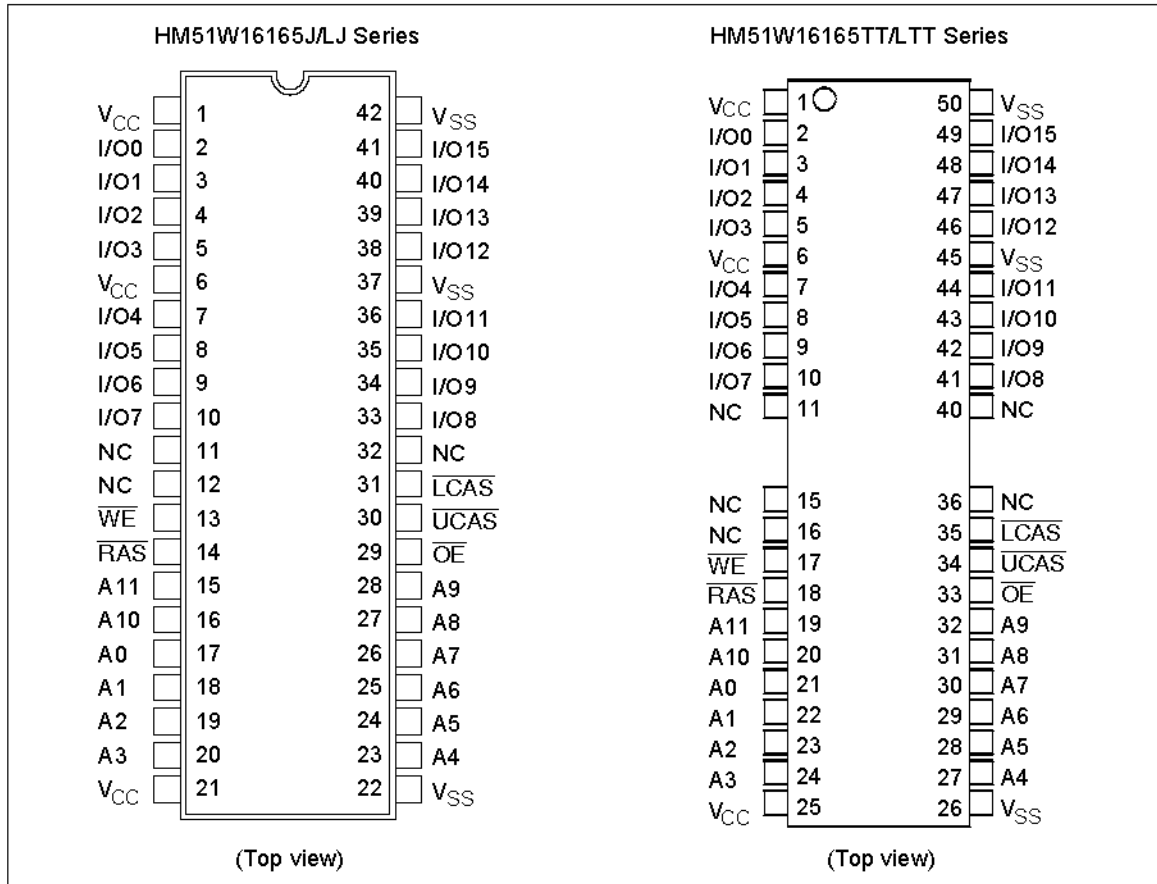 HM51W16165J/LJ Series
VCC 1 42 VSS
I/O0 2 41 I/O15
I/O1 3 40 I/O14
I/O2 4 39 I/O13
I/O3 5 38 I/O12
VCC 6 37 VSS
I/O4 7 36 I/O11
I/O5 8 35 I/O10
I/O6 9 34 I/O9
I/O7 10 33 I/O8
NC 11 32 NC
NC 12 31 LCAS
WE 13 30 UCAS
RAS 14 29 OE
A11 15 28 A9
A10 16 27 A8
A0 17 26 A7
A1 18 25 A6
A2 19 24 A5
A3 20 23 A4
VCC 21 22 VSS
(Top view)
HM51W16165TT/LTT Series
VCC 1 50 VSS
I/O0 2 49 I/O15
I/O1 3 48 I/O14
I/O2 4 47 I/O13
I/O3 5 46 I/O12
VCC 6 45 VSS
I/O4 7 44 I/O11
I/O5 8 43 I/O10
I/O6 9 42 I/O9
I/O7 10 41 I/O8
NC 11 40 NC
NC 15 36 NC
NC 16 35 LCAS
WE 17 34 UCAS
RAS 18 33 OE
A11 19 32 A9
A10 20 31 A8
A0 21 30 A7
A1 22 29 A6
A2 23 28 A5
A3 24 27 A4
VCC 25 26 VSS
(Top view)